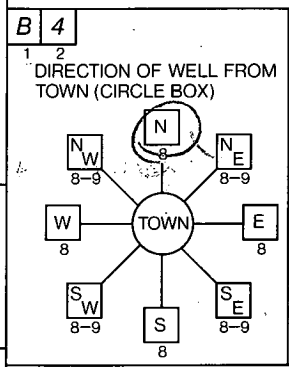 B 4
1 2
DIRECTION OF WELL FROM
TOWN (CIRCLE BOX)
N
8
NW
8-9
NE
8-9
W
8
TOWN
E
8
SW
8-9
S
8
SE
8-9